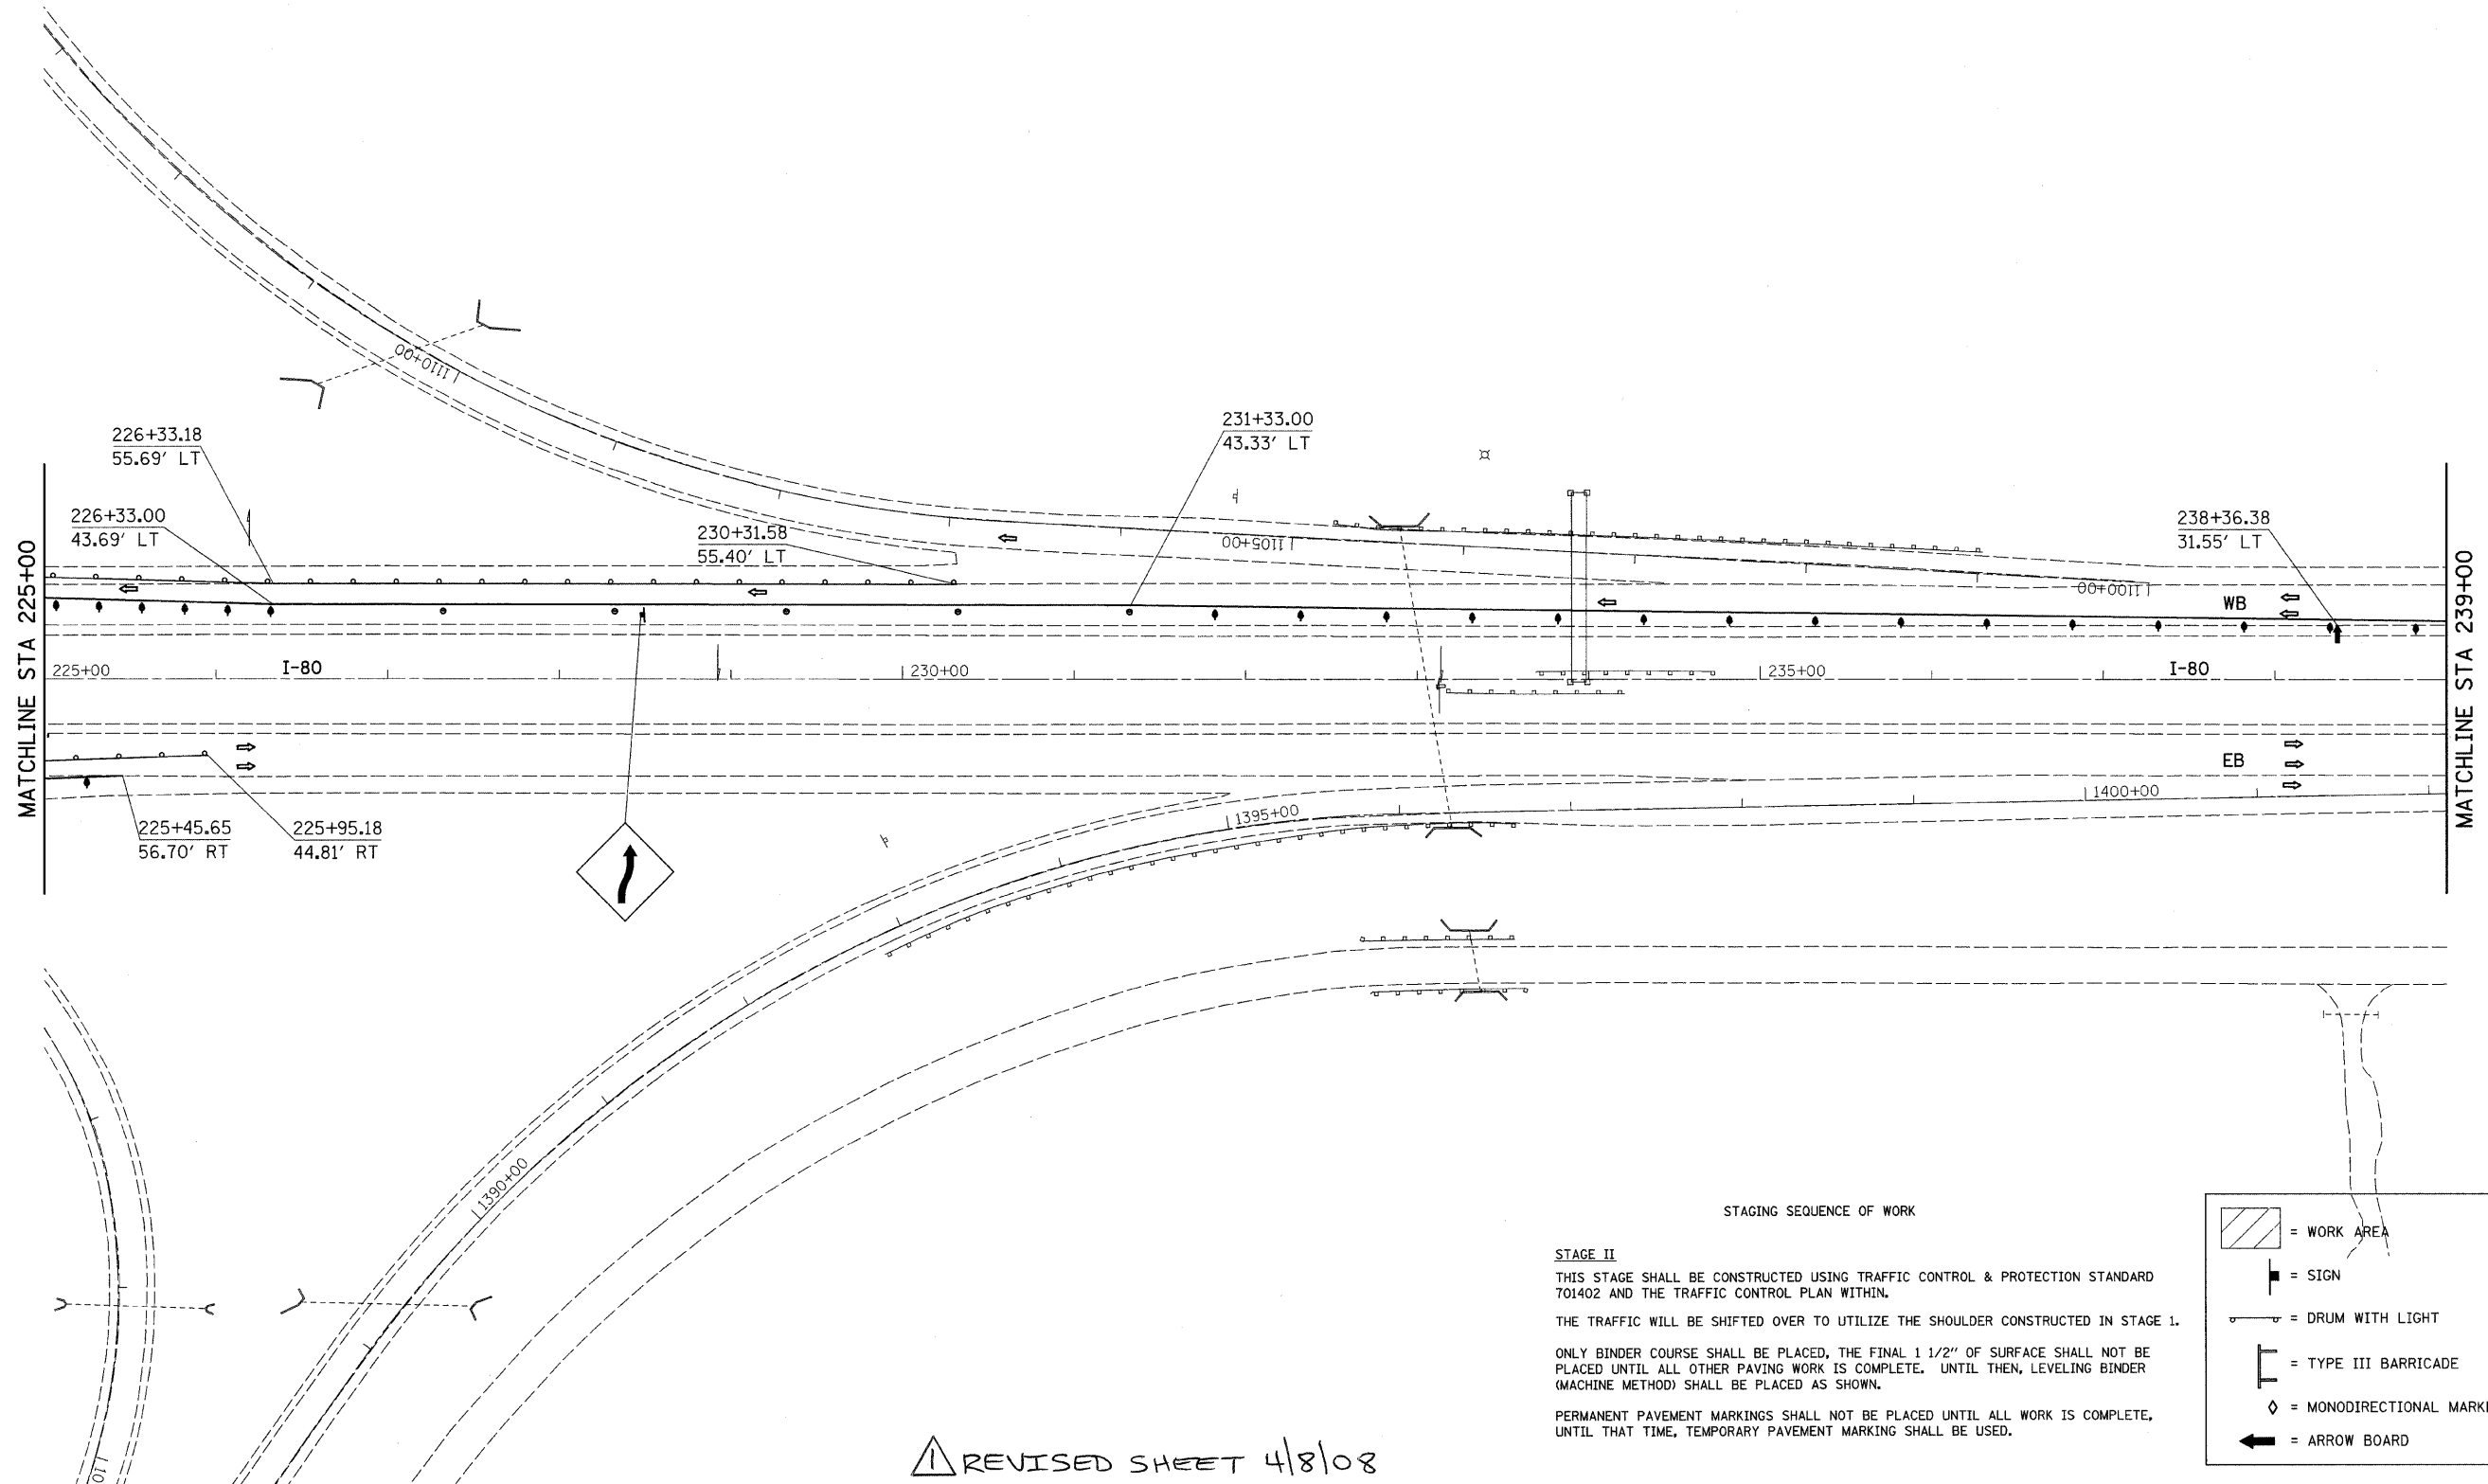 1110+00
226+33.18
55.69' LT
231+33.00
43.33' LT
226+33.00
43.69' LT
230+31.58
55.40' LT
1105+00
238+36.38
31.55' LT
1100+00
WB
MATCHLINE STA 225+00
225+00
I-80
230+00
235+00
I-80
MATCHLINE STA 239+00
EB
1400+00
1395+00
225+45.65
56.70' RT
225+95.18
44.81' RT
1390+00
STAGING SEQUENCE OF WORK
STAGE II
THIS STAGE SHALL BE CONSTRUCTED USING TRAFFIC CONTROL & PROTECTION STANDARD
701402 AND THE TRAFFIC CONTROL PLAN WITHIN.
THE TRAFFIC WILL BE SHIFTED OVER TO UTILIZE THE SHOULDER CONSTRUCTED IN STAGE 1.
ONLY BINDER COURSE SHALL BE PLACED, THE FINAL 1 1/2" OF SURFACE SHALL NOT BE
PLACED UNTIL ALL OTHER PAVING WORK IS COMPLETE. UNTIL THEN, LEVELING BINDER
(MACHINE METHOD) SHALL BE PLACED AS SHOWN.
PERMANENT PAVEMENT MARKINGS SHALL NOT BE PLACED UNTIL ALL WORK IS COMPLETE,
UNTIL THAT TIME, TEMPORARY PAVEMENT MARKING SHALL BE USED.
= WORK AREA
= SIGN
= DRUM WITH LIGHT
= TYPE III BARRICADE
= MONODIRECTIONAL
= ARROW BOARD
1 REVISED SHEET 4/8/08